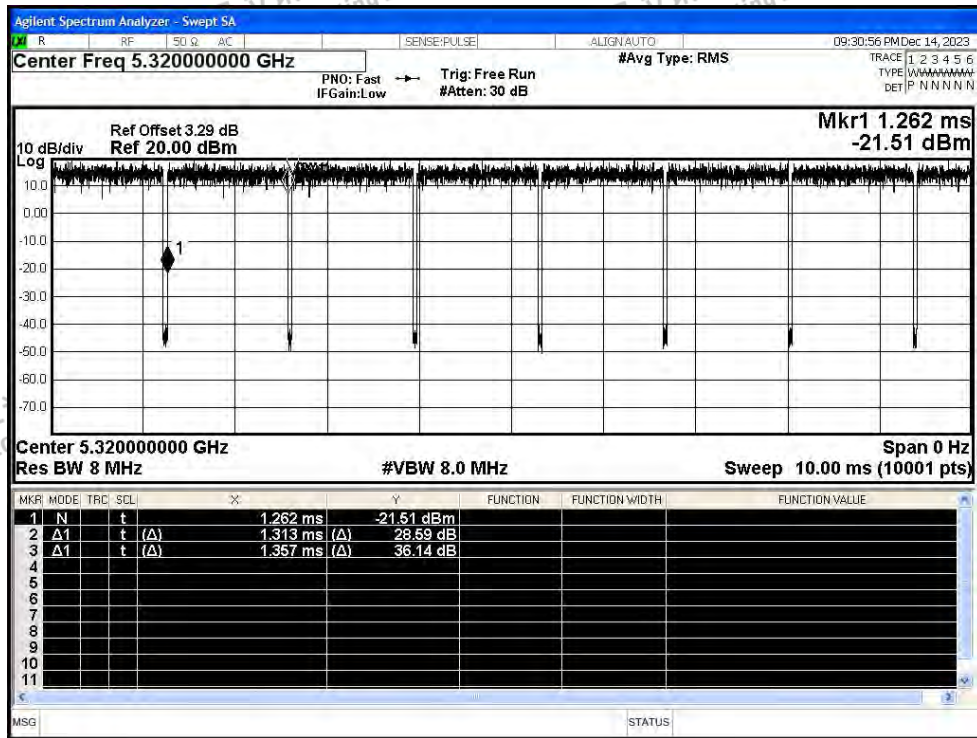 Agilent Spectrum Analyzer - Swept SA
LXI R RF 50 Ω AC SENSE:PULSE ALIGN AUTO 09:30:56 PM Dec 14, 2023
Center Freq 5.320000000 GHz #Avg Type: RMS TRACE 1 2 3 4 5 6
PNO: Fast Trig: Free Run TYPE WWWWWW
IFGain:Low #Atten: 30 dB DET P N N N N N
Mkr1 1.262 ms
Ref Offset 3.29 dB
10 dB/div Ref 20.00 dBm -21.51 dBm
Log
10.0
0.00
-10.0
1
-20.0
-30.0
-40.0
-50.0
-60.0
-70.0
Center 5.320000000 GHz Span 0 Hz
Res BW 8 MHz #VBW 8.0 MHz Sweep 10.00 ms (10001 pts)
MKR MODE TRC SCL X Y FUNCTION FUNCTION WIDTH FUNCTION VALUE
1 N t 1.262 ms -21.51 dBm
2 Δ1 t (Δ) 1.313 ms (Δ) 28.59 dB
3 Δ1 t (Δ) 1.357 ms (Δ) 36.14 dB
4
5
6
7
8
9
10
11
MSG STATUS